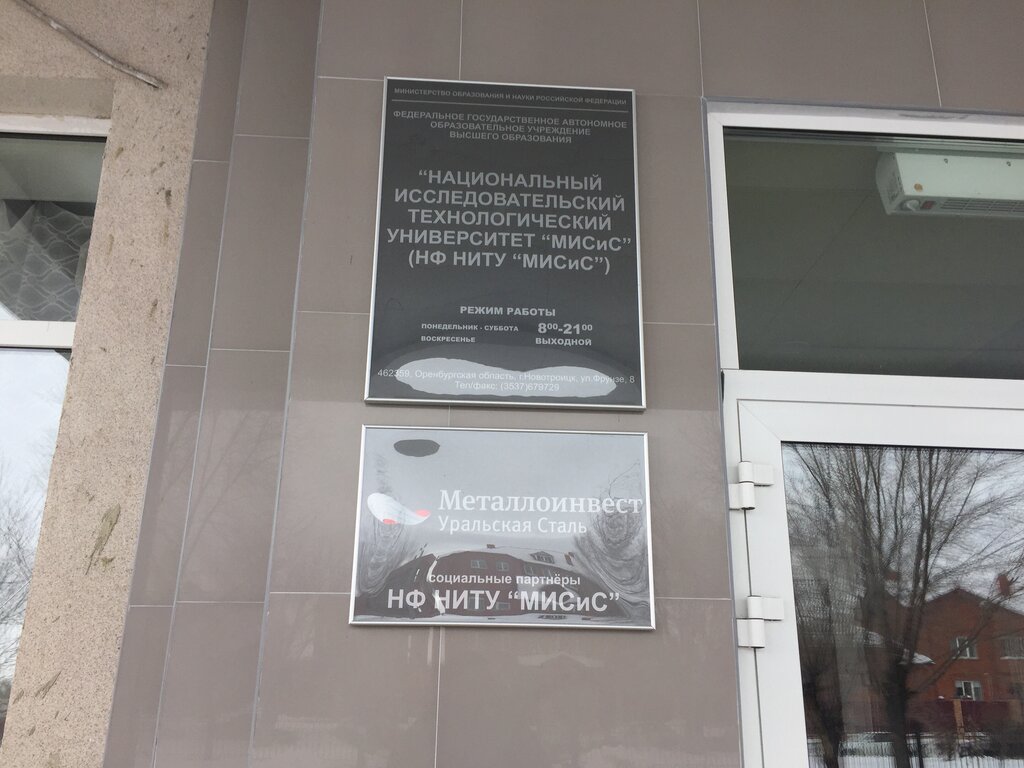 МИНИСТЕРСТВО ОБРАЗОВАНИЯ И НАУКИ РОССИЙСКОЙ ФЕДЕРАЦИИ
ФЕДЕРАЛЬНОЕ ГОСУДАРСТВЕННОЕ АВТОНОМНОЕ
ОБРАЗОВАТЕЛЬНОЕ УЧРЕЖДЕНИЕ
ВЫСШЕГО ОБРАЗОВАНИЯ
“НАЦИОНАЛЬНЫЙ
ИССЛЕДОВАТЕЛЬСКИЙ
ТЕХНОЛОГИЧЕСКИЙ
УНИВЕРСИТЕТ “МИСиС”
(НФ НИТУ “МИСиС”)
РЕЖИМ РАБОТЫ
ПОНЕДЕЛЬНИК - СУББОТА 8⁰⁰-21⁰⁰
ВОСКРЕСЕНЬЕ ВЫХОДНОЙ
462359, Оренбургская область, г.Новотроицк, ул.Фрунзе, 8
Тел/факс: (3537)679729
Металлоинвест
Уральская Сталь
социальные партнёры
НФ НИТУ “МИСиС”